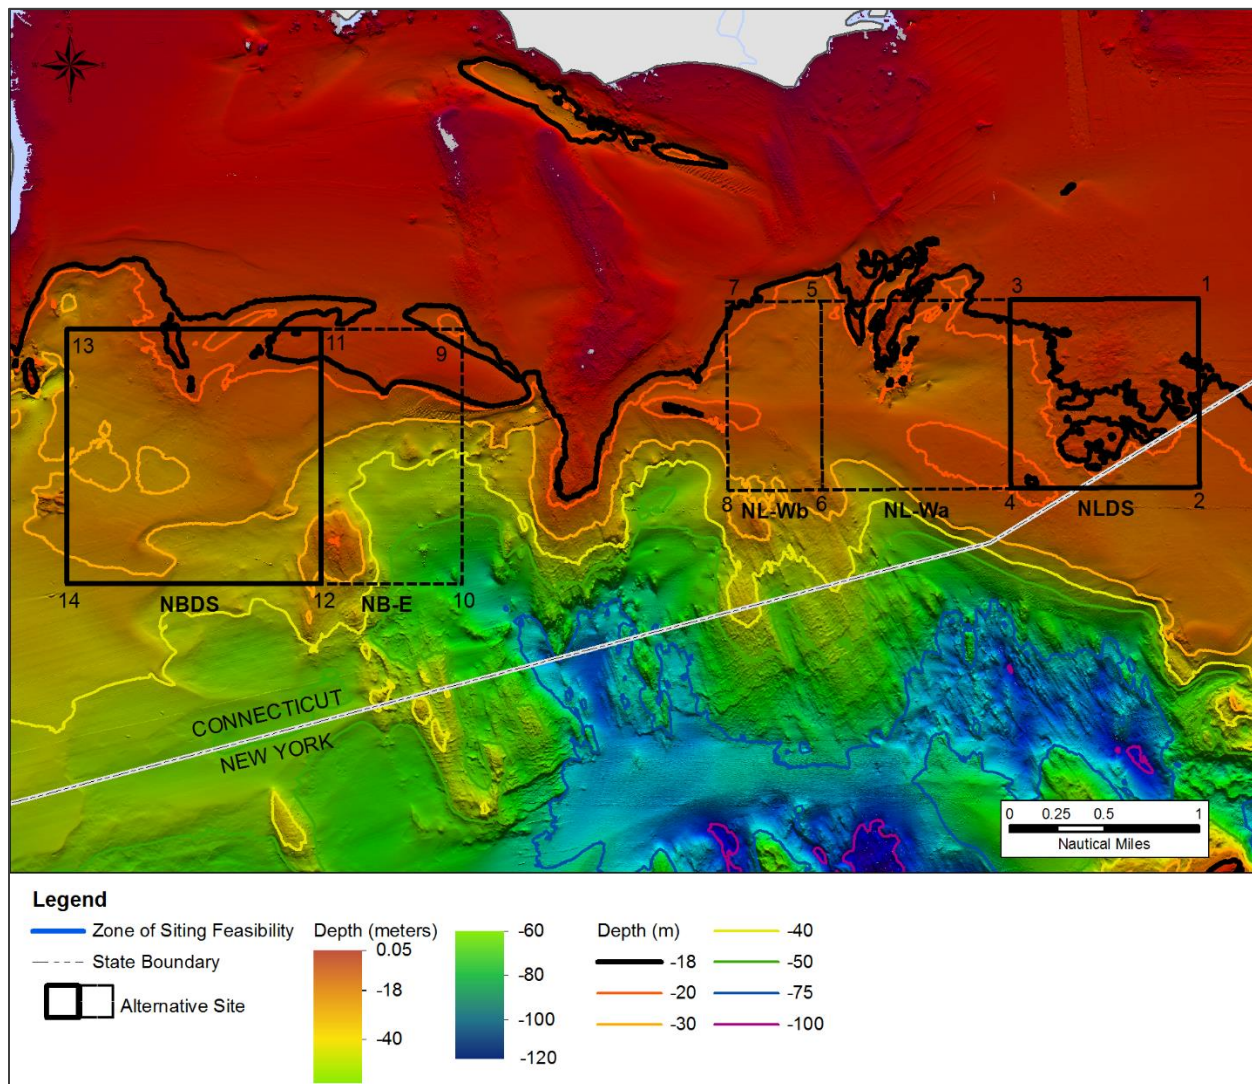 7
5
3
1
13
11
9
8
NL-Wb
6
NL-Wa
4
NLDS
2
14
NBDS
12
NB-E
10
CONNECTICUT
NEW YORK
0 0.25 0.5 1
Nautical Miles
Legend
Zone of Siting Feasibility
State Boundary
Alternative Site
Depth (meters)
0.05
-18
-40
-60
-80
-100
-120
Depth (m)
-18
-20
-30
-40
-50
-75
-100